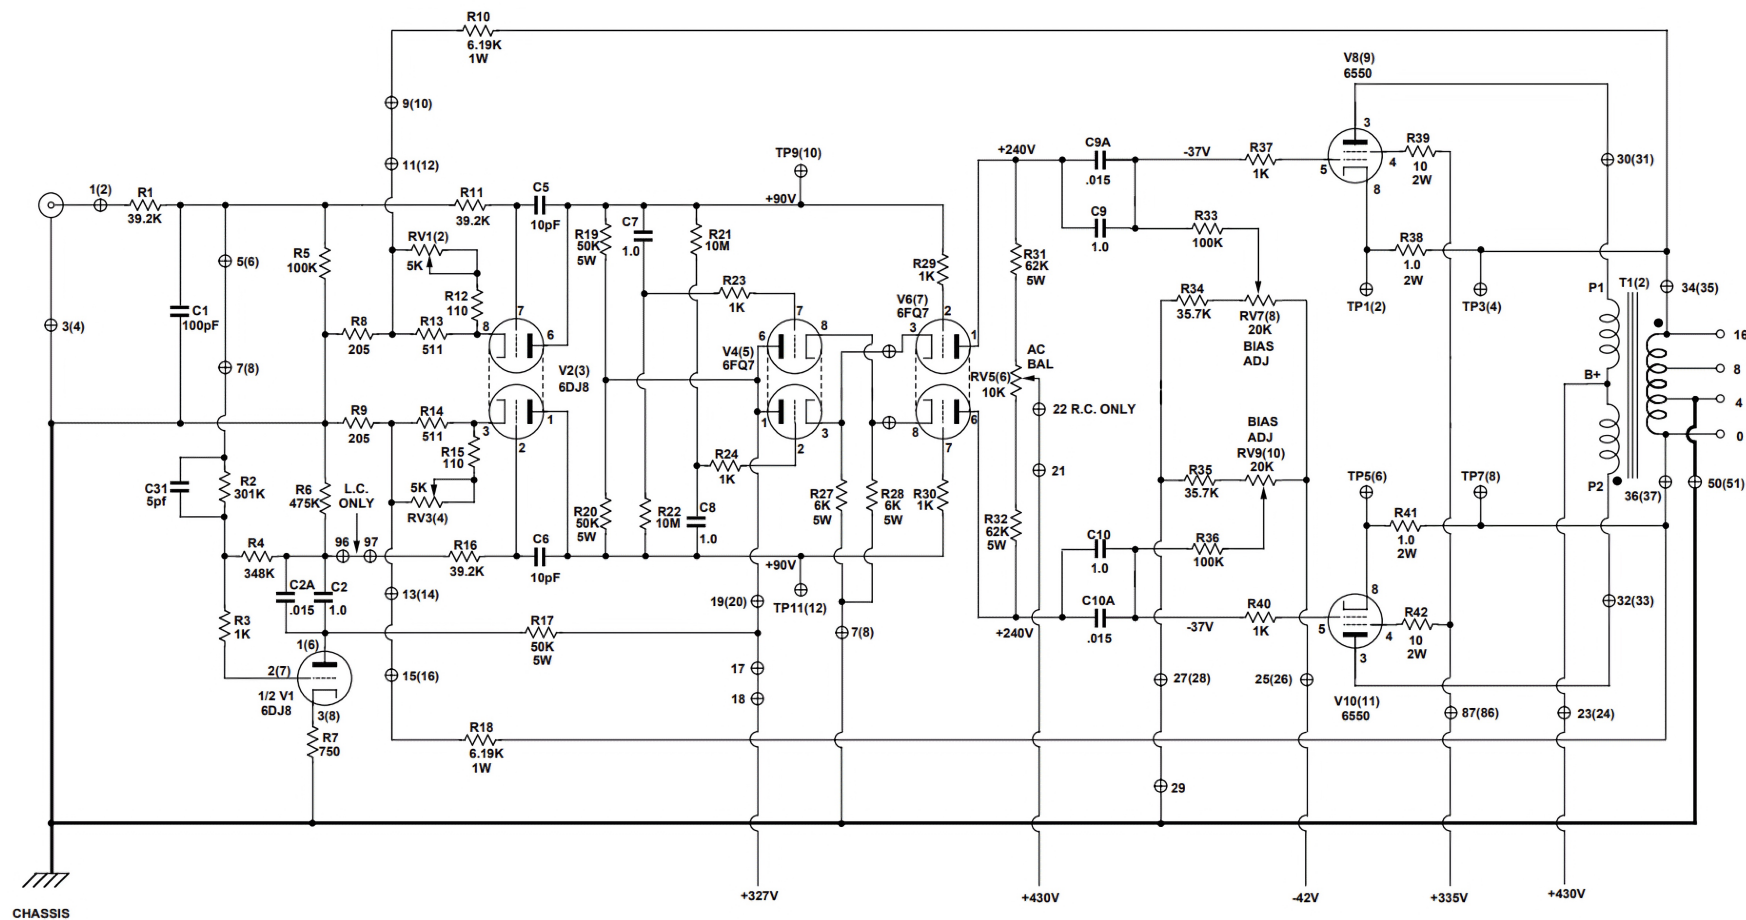 R10
6.19K
1W
9(10)
11(12)
1(2)
R1
39.2K
3(4)
5(6)
7(8)
C1
100pF
R5
100K
R11
39.2K
C5
10pF
RV1(2)
5K
R12
110
R8
205
R13
511
8
7
6
V2(3)
6DJ8
R9
205
R14
511
3
2
1
R15
110
5K
RV3(4)
C31
5pf
R2
301K
R6
475K
L.C.
ONLY
96
97
R4
348K
C2A
.015
C2
1.0
R16
39.2K
C6
10pF
R3
1K
13(14)
15(16)
R17
50K
5W
1(6)
2(7)
3(8)
1/2 V1
6DJ8
R7
750
R18
6.19K
1W
CHASSIS
R19
50K
5W
C7
1.0
R21
10M
TP9(10)
+90V
R23
1K
7
6
8
V4(5)
6FQ7
1
3
2
R24
1K
R20
50K
5W
R22
10M
C8
1.0
R27
6K
5W
R28
6K
5W
R30
1K
+90V
TP11(12)
19(20)
17
18
7(8)
+327V
R29
1K
V6(7)
6FQ7
2
3
1
8
6
7
+240V
R31
62K
5W
AC
BAL
RV5(6)
10K
22 R.C. ONLY
21
R32
62K
5W
+240V
+430V
C9A
.015
C9
1.0
-37V
R37
1K
R33
100K
R34
35.7K
RV7(8)
20K
BIAS
ADJ
BIAS
ADJ
RV9(10)
20K
R35
35.7K
R36
100K
C10
1.0
C10A
.015
-37V
R40
1K
27(28)
25(26)
29
-42V
V8(9)
6550
3
5
4
8
R39
10
2W
R38
1.0
2W
TP1(2)
TP3(4)
30(31)
34(35)
P1
T1(2)
B+
P2
16
8
4
0
36(37)
50(51)
TP5(6)
TP7(8)
R41
1.0
2W
8
5
4
3
R42
10
2W
V10(11)
6550
32(33)
87(86)
23(24)
+335V
+430V